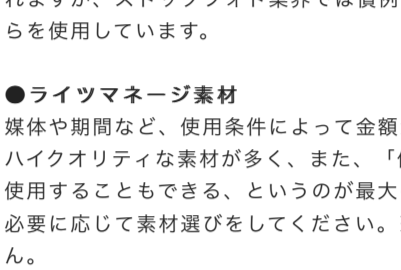 れますが、ストックフォト業界では慣例
らを使用しています。
●ライツマネージ素材
媒体や期間など、使用条件によって金額
ハイクオリティな素材が多く、また、「
使用することもできる、というのが最大
必要に応じて素材選びをしてください。
ん。